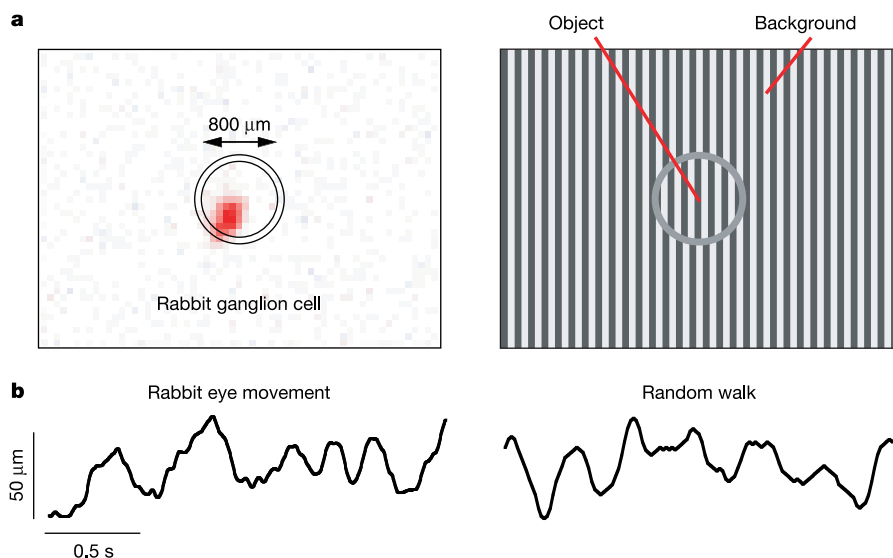 a
Object
Background
800 μm
Rabbit ganglion cell
b
Rabbit eye movement
Random walk
50 μm
0.5 s